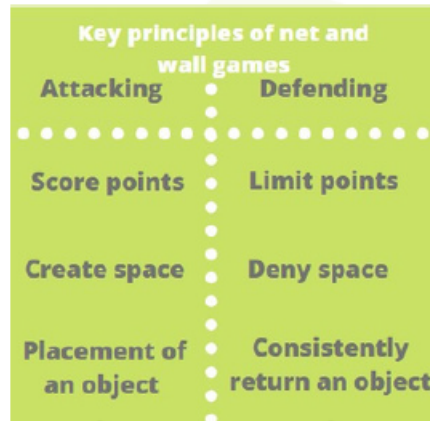 Key principles of net and
wall games
Attacking
Defending
Score points
Limit points
Create space
Deny space
Placement of
an object
Consistently
return an object